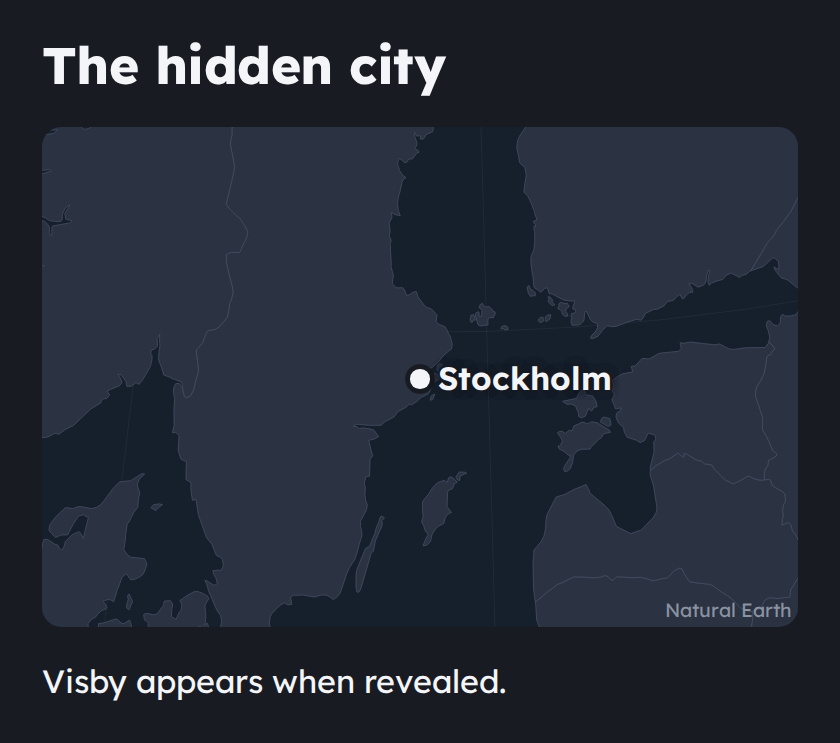 The hidden city
Stockholm
Natural Earth
Visby appears when revealed.